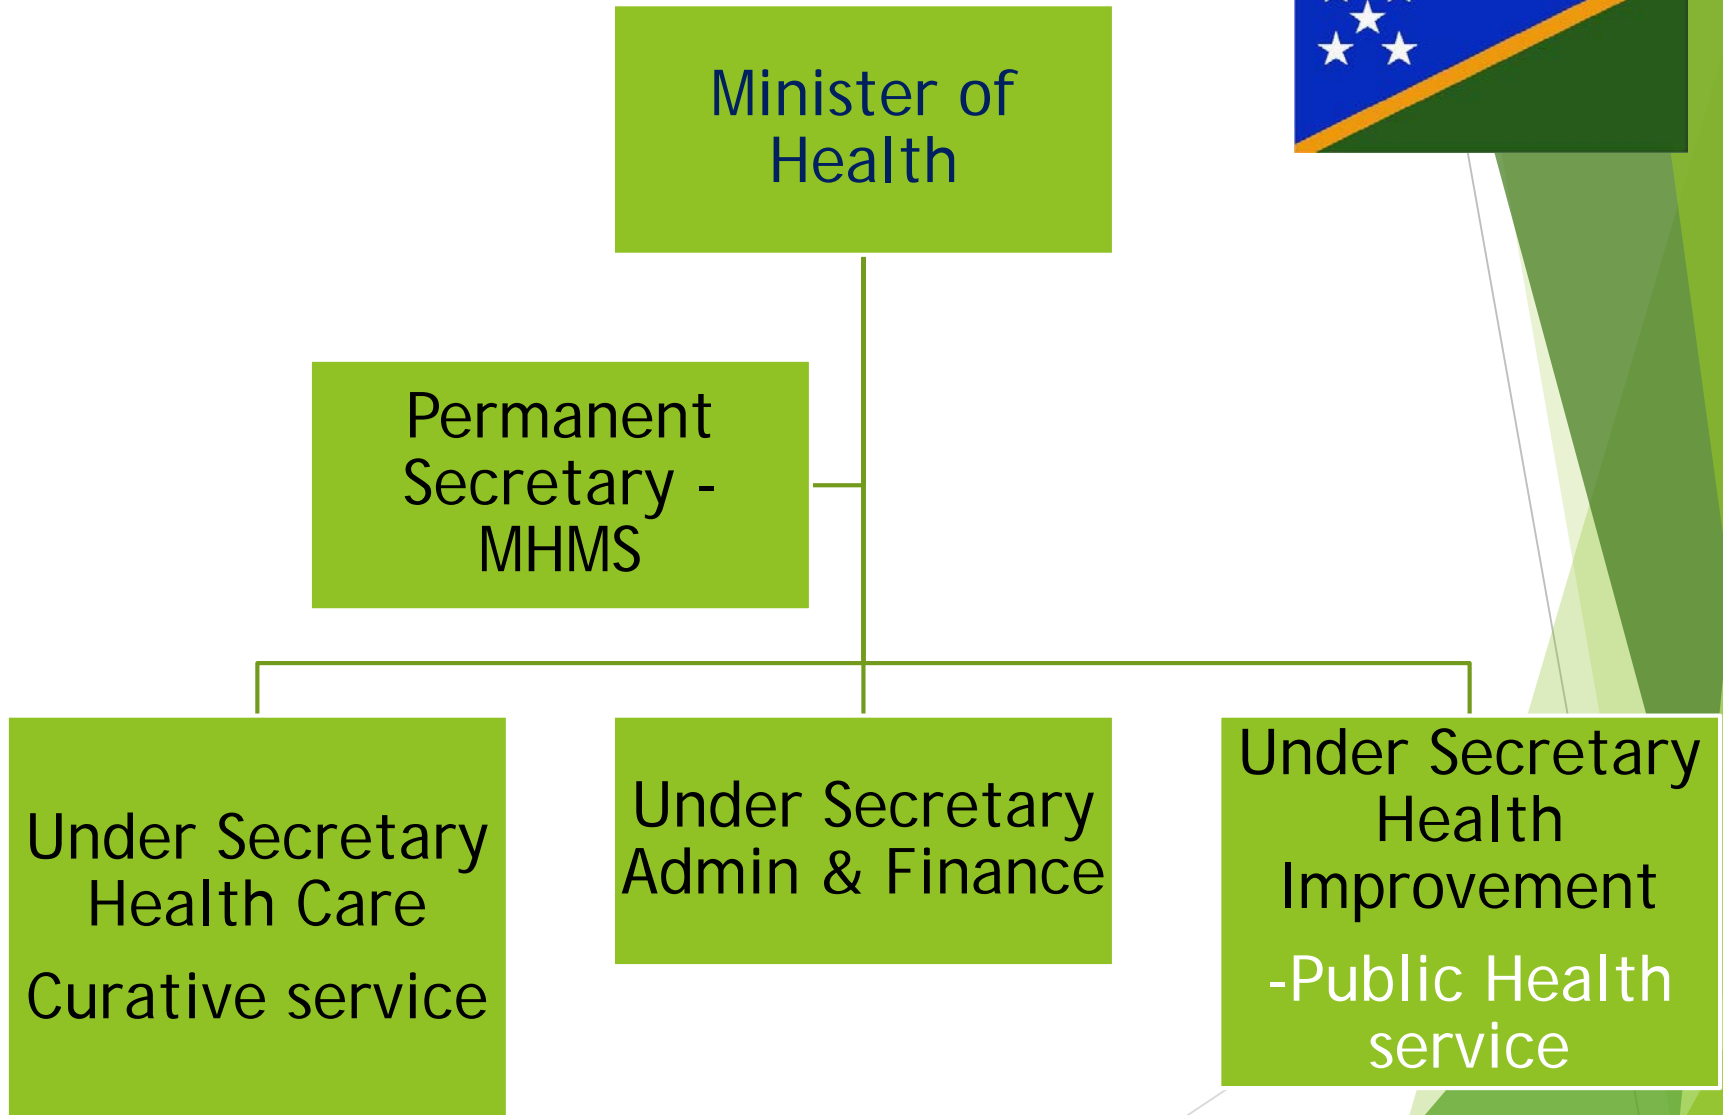 Minister of
Health
Permanent
Secretary -
MHMS
Under Secretary
Health Care
Curative service
Under Secretary
Admin & Finance
Under Secretary
Health
Improvement
-Public Health
service